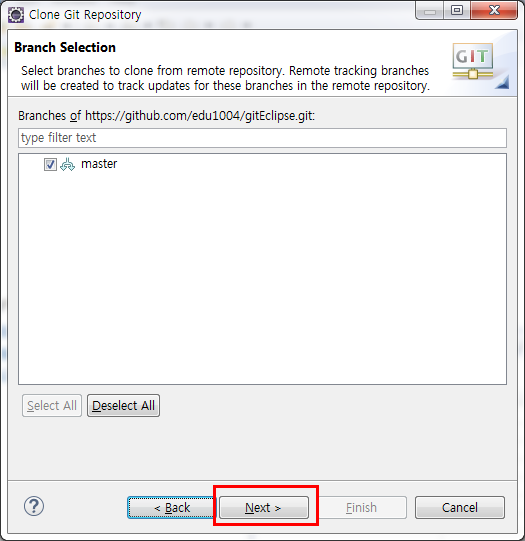 Clone Git Repository
Branch Selection
Select branches to clone from remote repository. Remote tracking branches
will be created to track updates for these branches in the remote repository.
GIT
Branches of https://github.com/edu1004/gitEclipse.git:
type filter text
master
Select All
Deselect All
?
< Back
Next >
Finish
Cancel